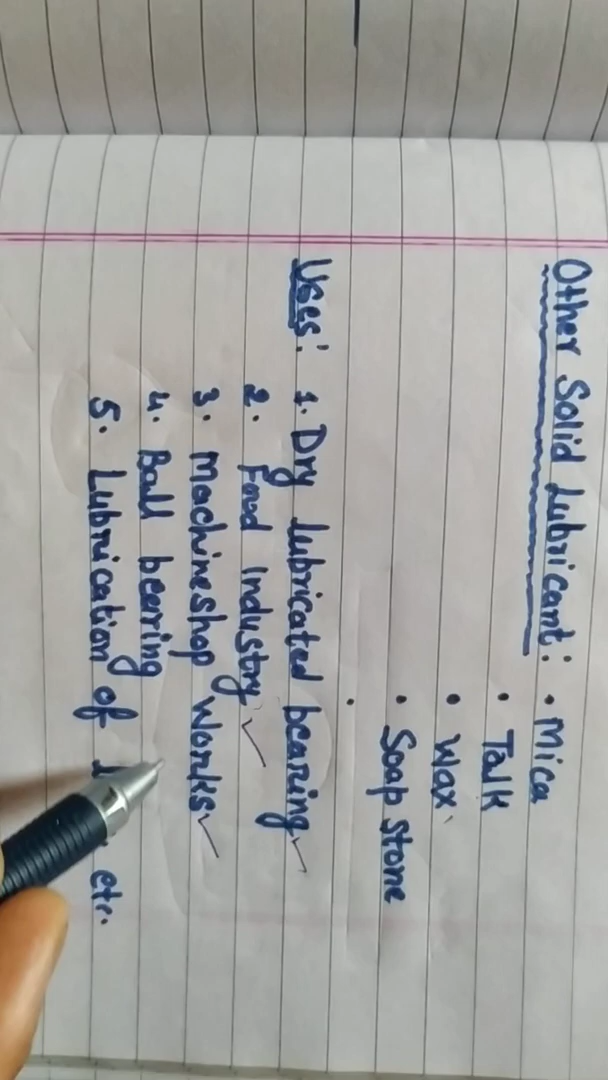 Other Solid Lubricant: • Mica
• Talk
• Wax
• Soap stone
•
Uses: 1. Dry lubricated bearing ✓
2. Food Industry ✓
3. Machineshop Works ✓
4. Ball bearing
5. Lubrication of etc.